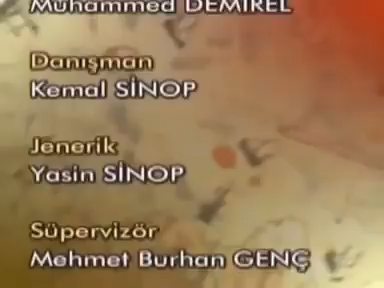 Muhammed DEMİREL
Danışman
Kemal SİNOP
Jenerik
Yasin SİNOP
Süpervizör
Mehmet Burhan GENÇ